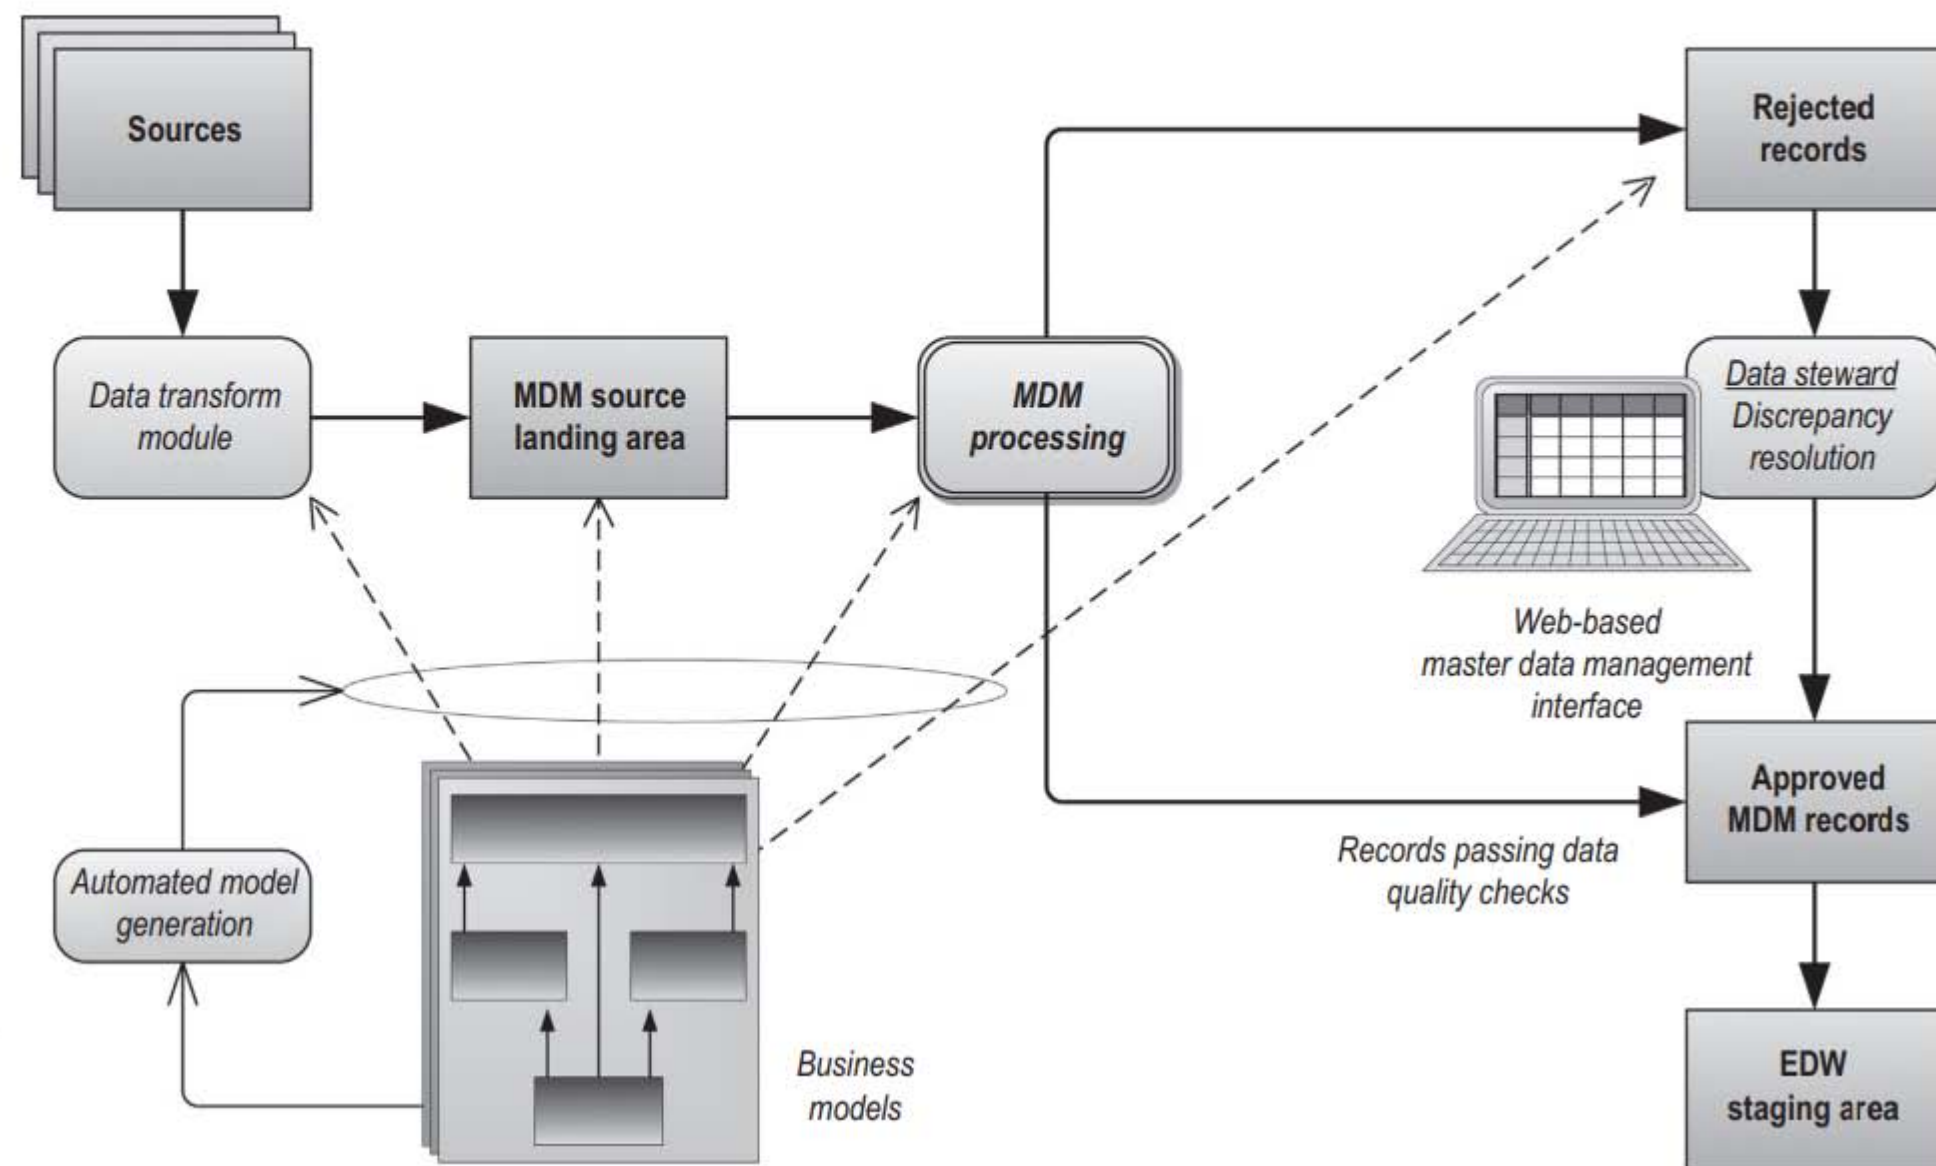 Sources
Rejected
records
Data transform
module
MDM source
landing area
MDM
processing
Data steward
Discrepancy
resolution
Web-based
master data management
interface
Approved
MDM records
Records passing data
quality checks
Automated model
generation
Business
models
EDW
staging area